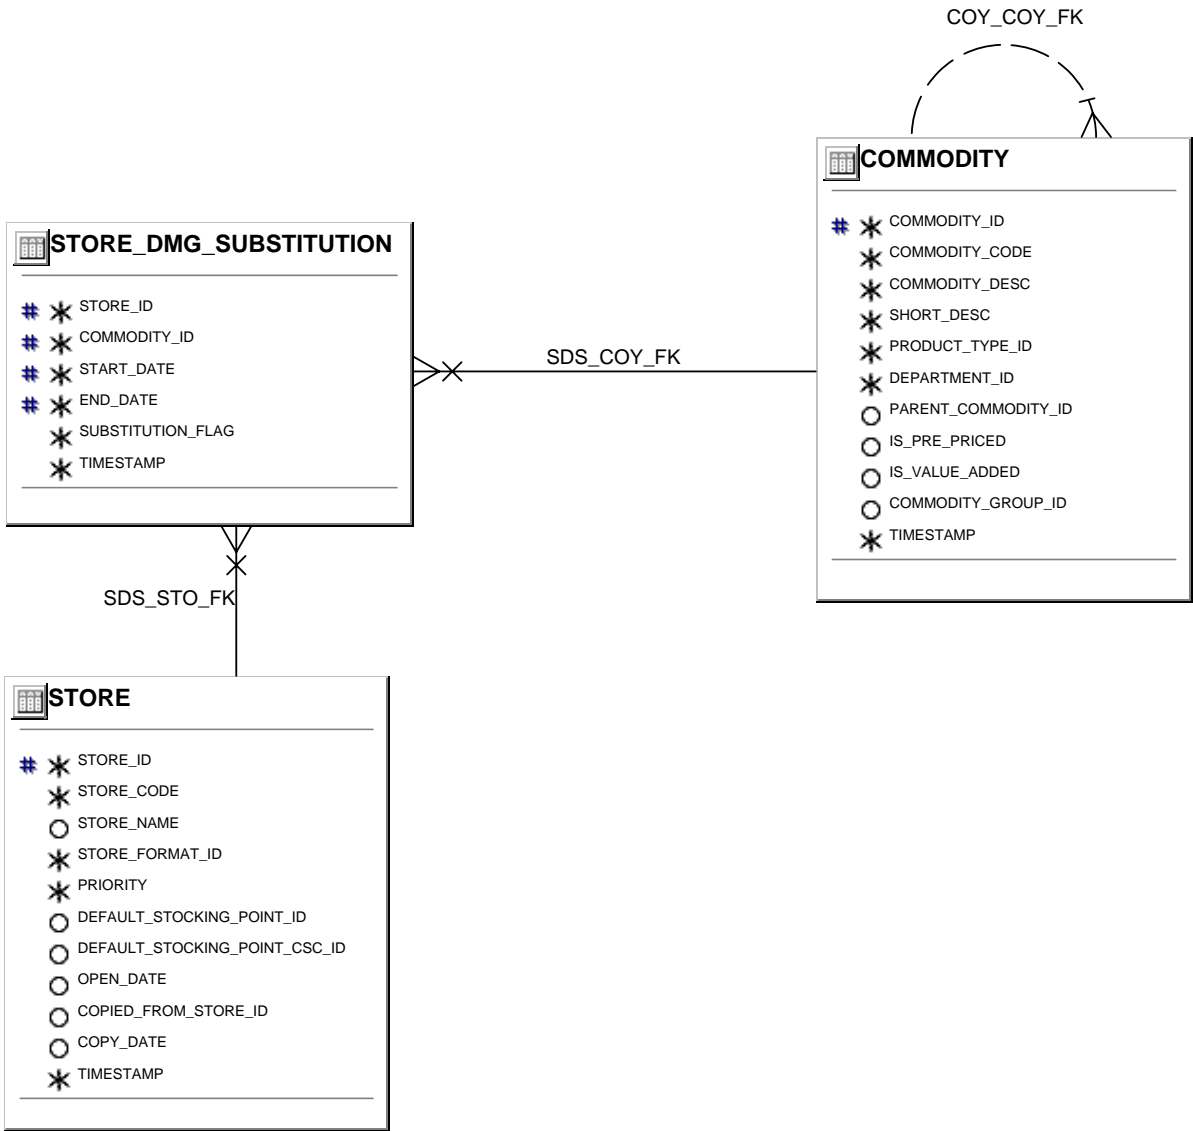 COY_COY_FK
COMMODITY
# COMMODITY_ID
COMMODITY_CODE
COMMODITY_DESC
SHORT_DESC
PRODUCT_TYPE_ID
DEPARTMENT_ID
PARENT_COMMODITY_ID
IS_PRE_PRICED
IS_VALUE_ADDED
COMMODITY_GROUP_ID
TIMESTAMP
STORE_DMG_SUBSTITUTION
# STORE_ID
# COMMODITY_ID
# START_DATE
# END_DATE
SUBSTITUTION_FLAG
TIMESTAMP
SDS_COY_FK
SDS_STO_FK
STORE
# STORE_ID
STORE_CODE
STORE_NAME
STORE_FORMAT_ID
PRIORITY
DEFAULT_STOCKING_POINT_ID
DEFAULT_STOCKING_POINT_CSC_ID
OPEN_DATE
COPIED_FROM_STORE_ID
COPY_DATE
TIMESTAMP